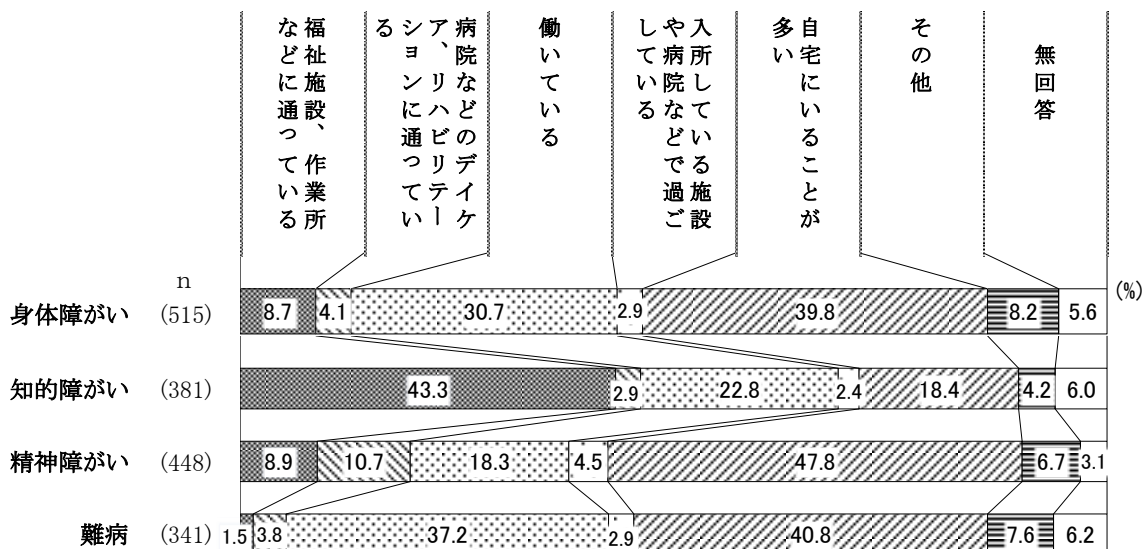 福祉施設、作業所
などに通っている
病院などのデイケ
ア、リハビリテー
ションに通ってい
る
働いている
入所している施設
や病院などで過ご
している
自宅にいることが
多い
その他
無回答
n
(%)
身体障がい (515) 8.7 4.1 30.7 2.9 39.8 8.2 5.6
知的障がい (381) 43.3 2.9 22.8 2.4 18.4 4.2 6.0
精神障がい (448) 8.9 10.7 18.3 4.5 47.8 6.7 3.1
難病 (341) 1.5 3.8 37.2 2.9 40.8 7.6 6.2